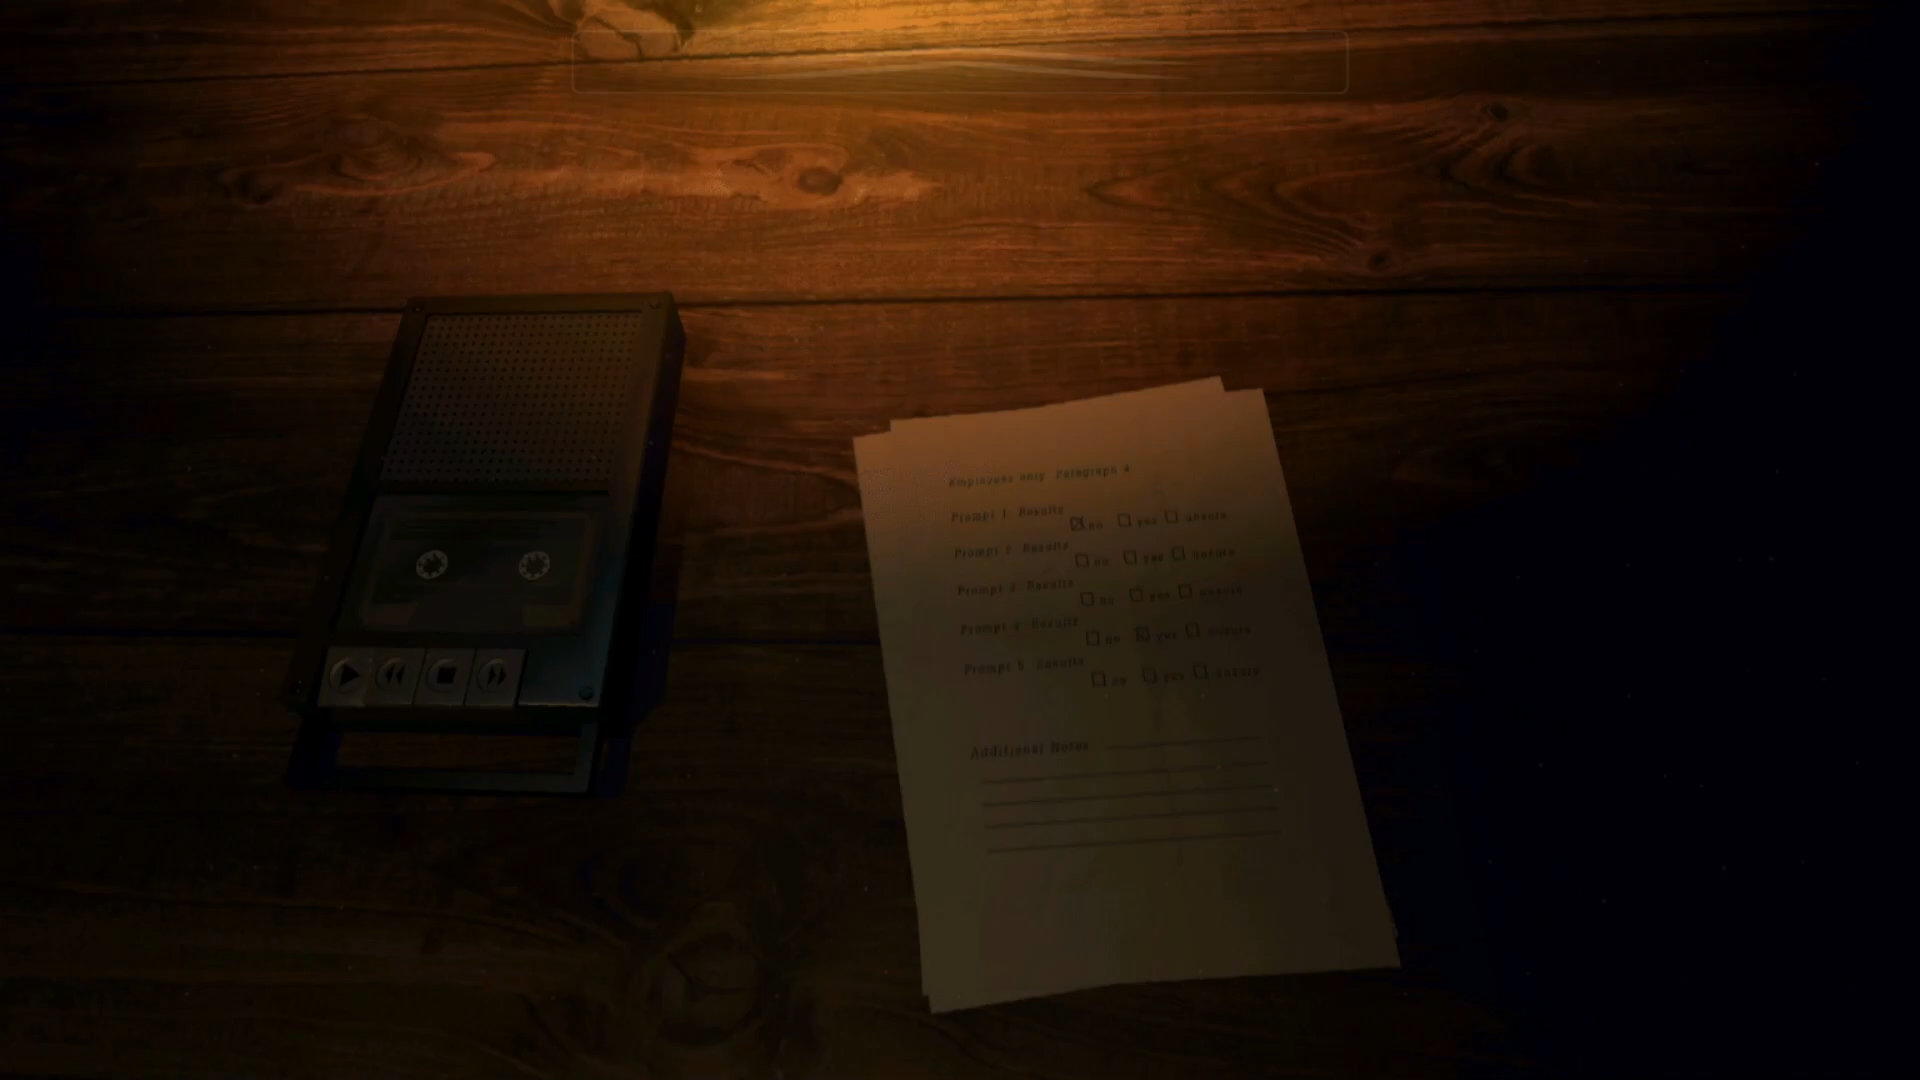 Employees only Paragraph 4
Prompt 1 Results no yes unsure
Prompt 2 Results no yes unsure
Prompt 3 Results no yes unsure
Prompt 4 Results no yes unsure
Prompt 5 Results no yes unsure
Additional Notes